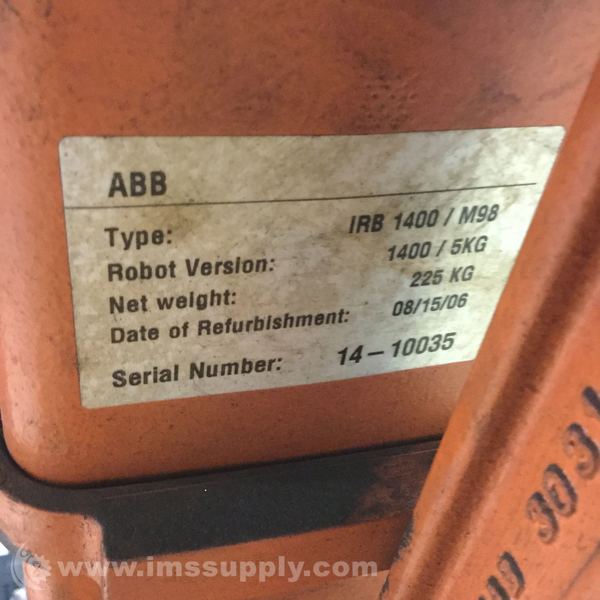 ABB
Type: IRB 1400 / M98
Robot Version: 1400 / 5KG
Net weight: 225 KG
Date of Refurbishment: 08/15/06
Serial Number: 14-10035
3031
www.imssupply.com